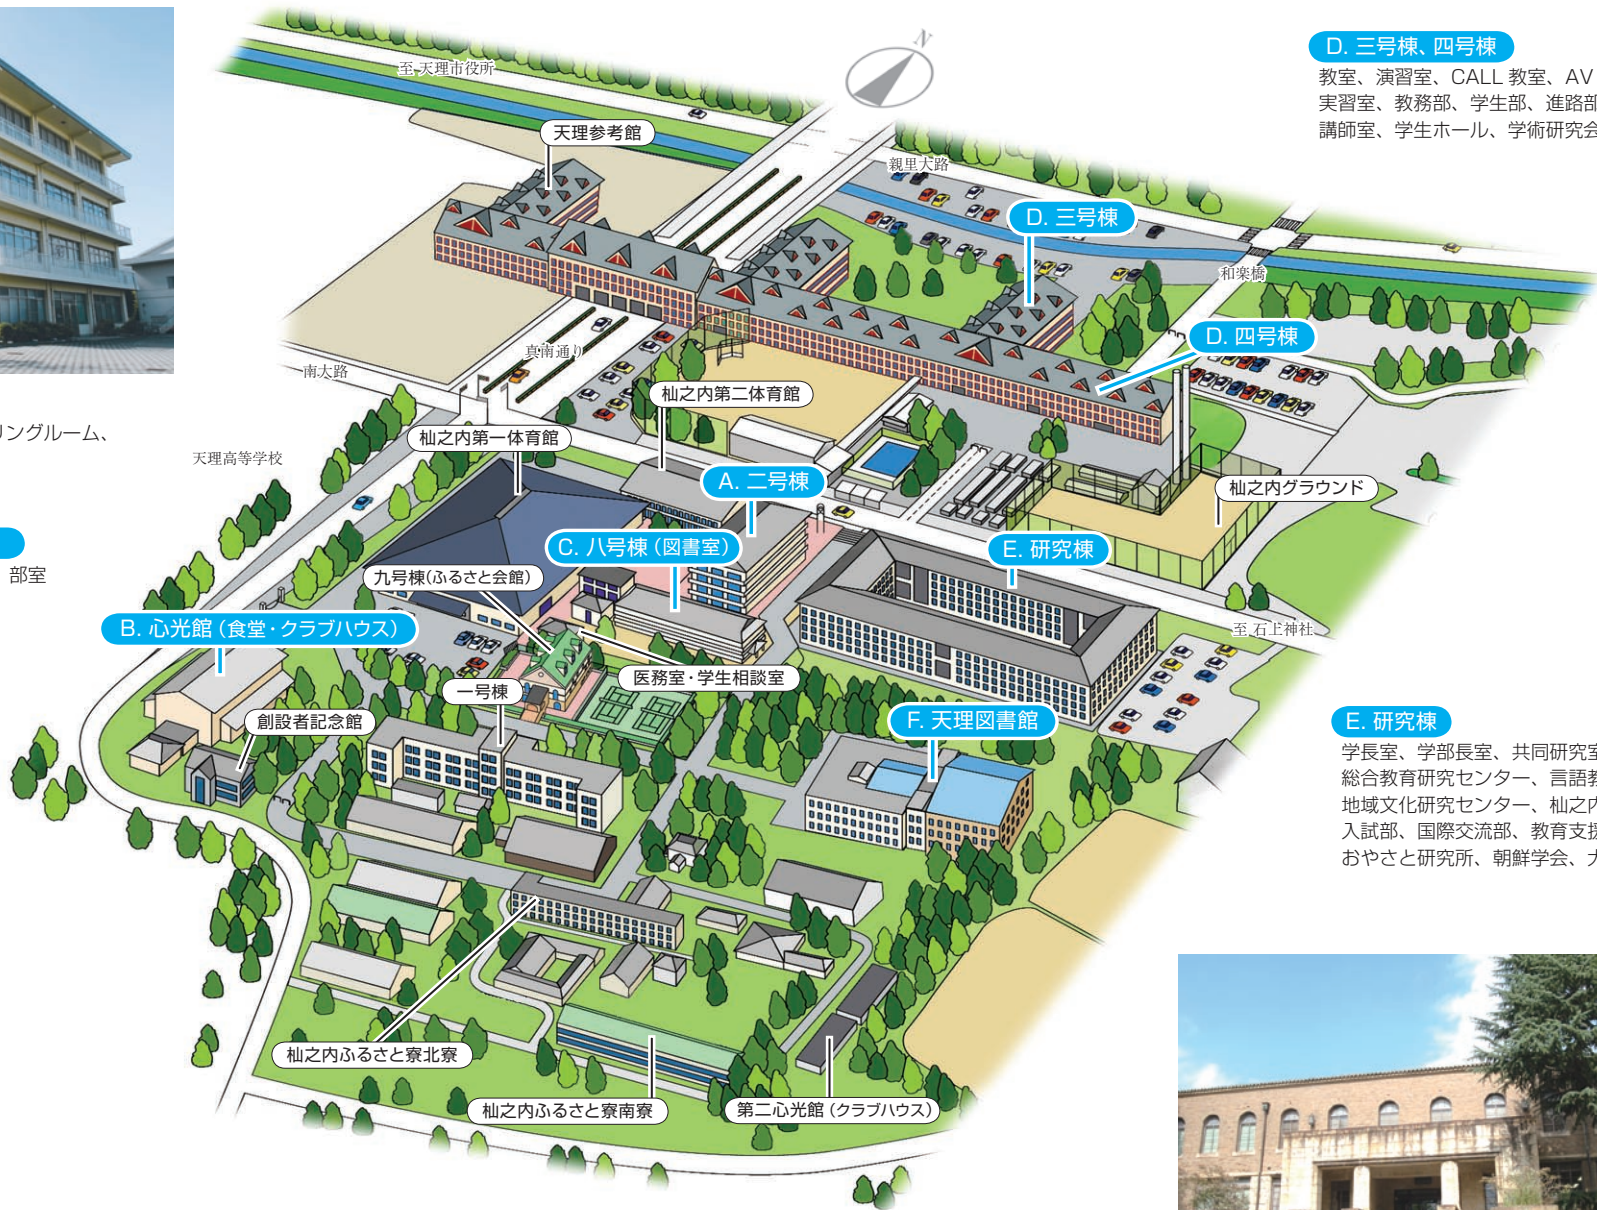 N
至 天理市役所
天理参考館
親里大路
D. 三号棟
和楽橋
D. 四号棟
真南通り
南大路
杣之内第二体育館
杣之内第一体育館
天理高等学校
A. 二号棟
杣之内グラウンド
C. 八号棟(図書室)
E. 研究棟
九号棟(ふるさと会館)
B. 心光館(食堂・クラブハウス)
至 石上神社
医務室・学生相談室
一号棟
創設者記念館
F. 天理図書館
杣之内ふるさと寮北寮
杣之内ふるさと寮南寮
第二心光館(クラブハウス)
リングルーム、
部室
D. 三号棟、四号棟
教室、演習室、CALL 教室、AV
実習室、教務部、学生部、進路部
講師室、学生ホール、学術研究会
E. 研究棟
学長室、学部長室、共同研究室
総合教育研究センター、言語教
地域文化研究センター、杣之内
入試部、国際交流部、教育支援
おやさと研究所、朝鮮学会、